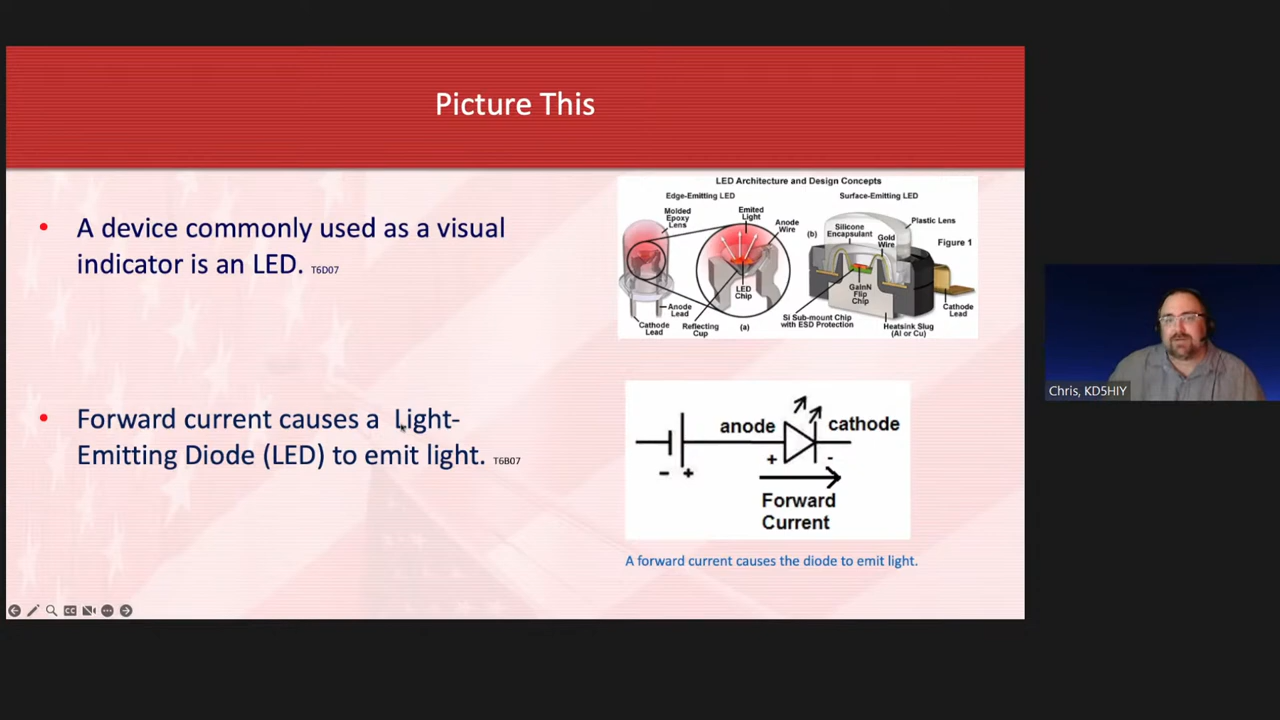 Picture This
A device commonly used as a visual
indicator is an LED. T6D07
LED Architecture and Design Concepts
Edge-Emitting LED
Surface-Emitting LED
Molded
Epoxy
Lens
Emitted
Light
Anode
Wire
LED
Chip
Anode
Lead
Cathode
Lead
Reflecting
Cup
(a)
(b)
Silicone
Encapsulant
Gold
Wire
Plastic Lens
Figure 1
GaInN
Flip
Chip
Si Sub-mount Chip
with ESD Protection
Heatsink Slug
(Al or Cu)
Cathode
Lead
Forward current causes a Light-
Emitting Diode (LED) to emit light. T6B07
anode
cathode
- +
+ -
Forward
Current
A forward current causes the diode to emit light.
CC
Chris, KD5HIY